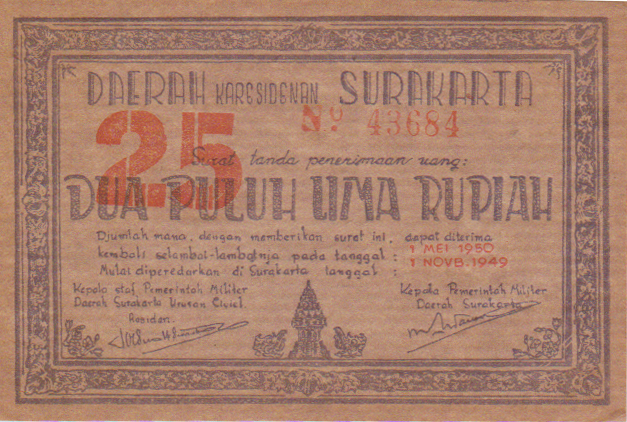 DAERAH KARESIDENAN SURAKARTA
25
No 43684
Surat tanda penerimaan uang:
DUA PULUH LIMA RUPIAH
Djumlah mana, dengan memberikan surat ini, dapat diterima
kembali selambat-lambatnja pada tanggal : 1 MEI 1950
Mulai diperedarkan di Surakarta tanggal : 1 NOVB. 1949
Kepala staf Pemerintah Militer
Daerah Surakarta Urusan Civiel.
Residen.
Kepala Pemerintah Militer
Daerah Surakarta